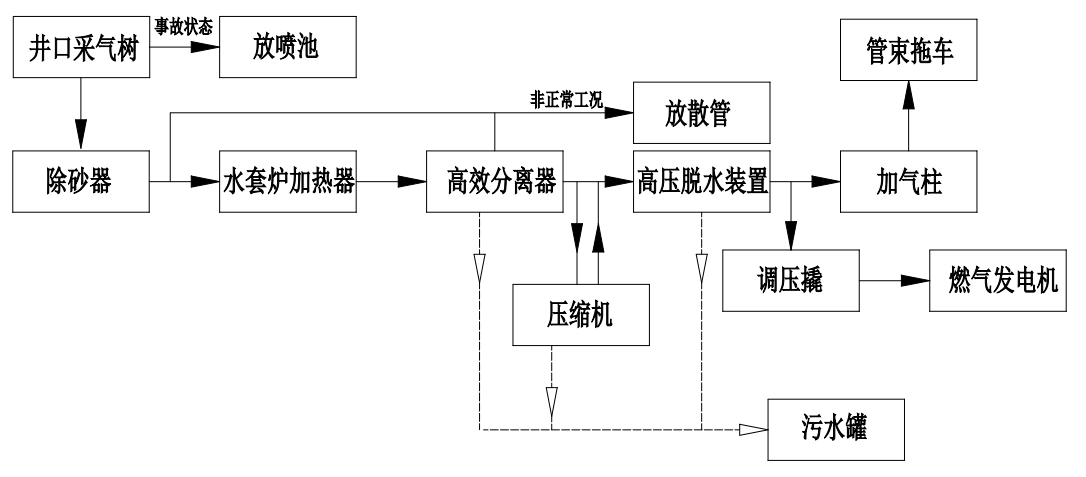 事故状态
井口采气树
放喷池
管束拖车
非正常工况
放散管
除砂器
水套炉加热器
高效分离器
高压脱水装置
加气柱
调压撬
燃气发电机
压缩机
污水罐